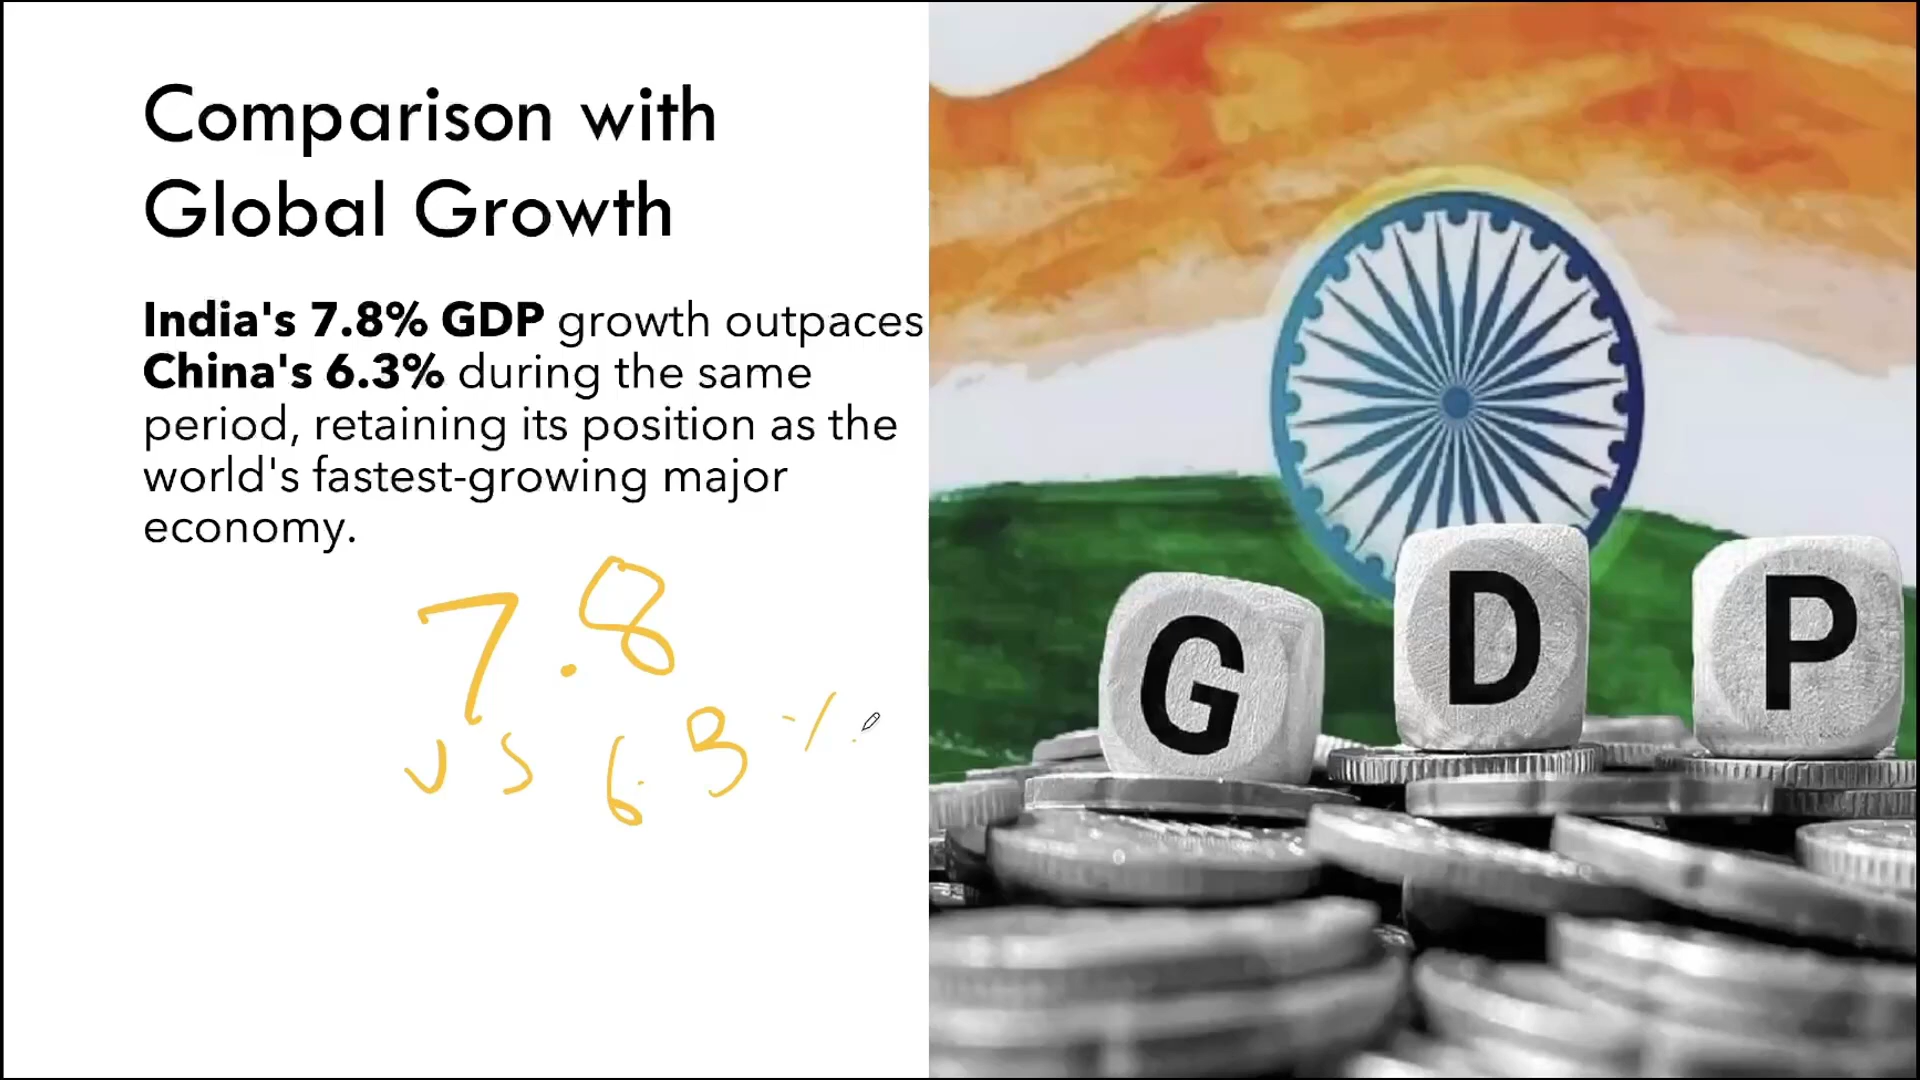 Comparison with
Global Growth
India's 7.8% GDP growth outpaces
China's 6.3% during the same
period, retaining its position as the
world's fastest-growing major
economy.
7.8
vs 6.3 %
G D P